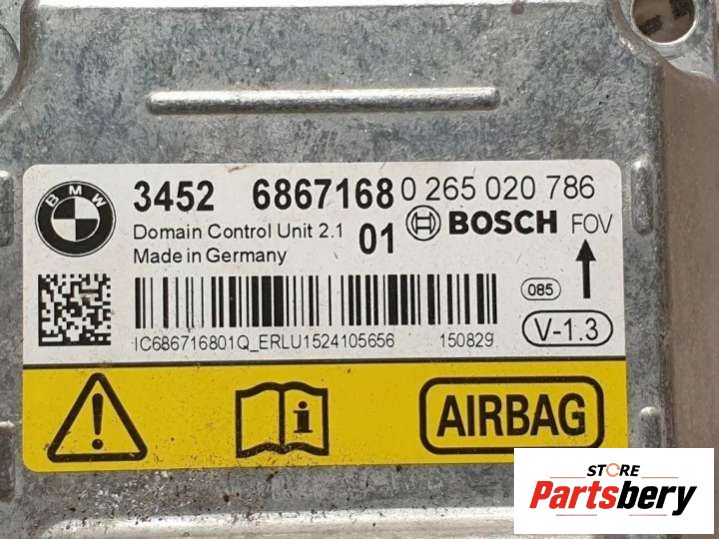 BMW
3452 6867168 0 265 020 786
Domain Control Unit 2.1 01 BOSCH FOV
Made in Germany
085
IC686716801Q_ERLU1524105656 150829 V-1.3
i AIRBAG
STORE
Partsbery